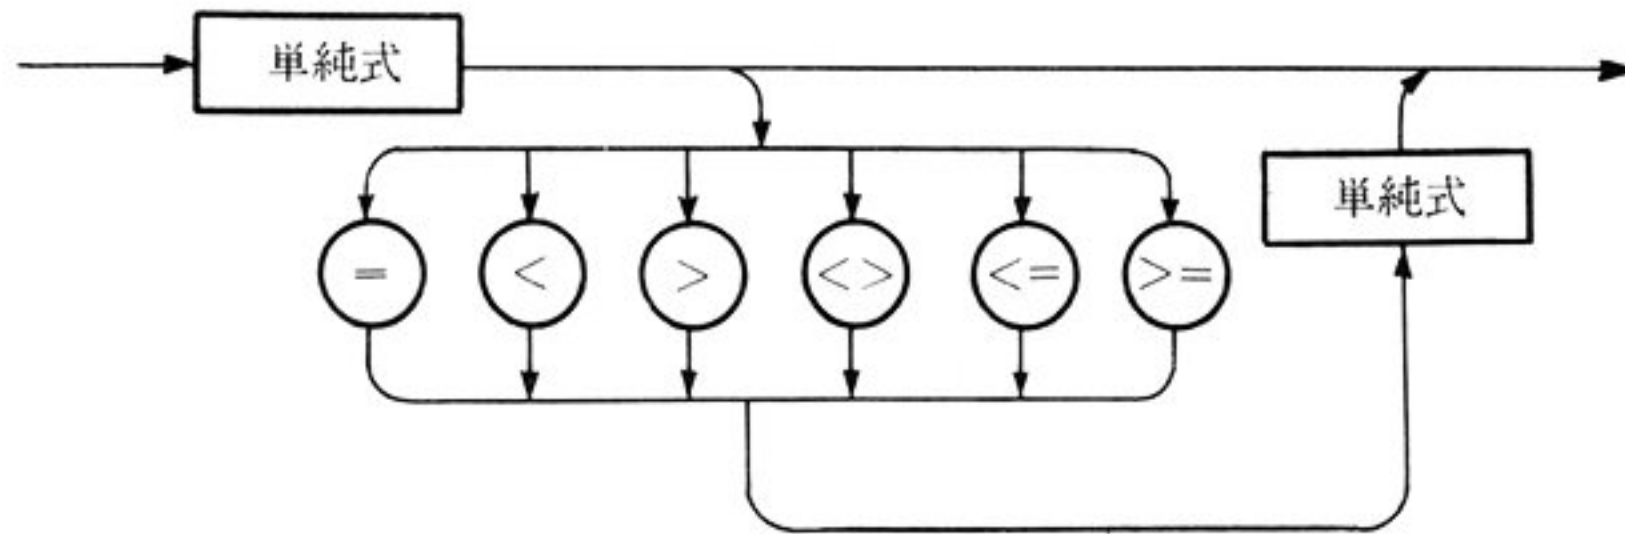 単純式
単純式
= < > <> <= >=